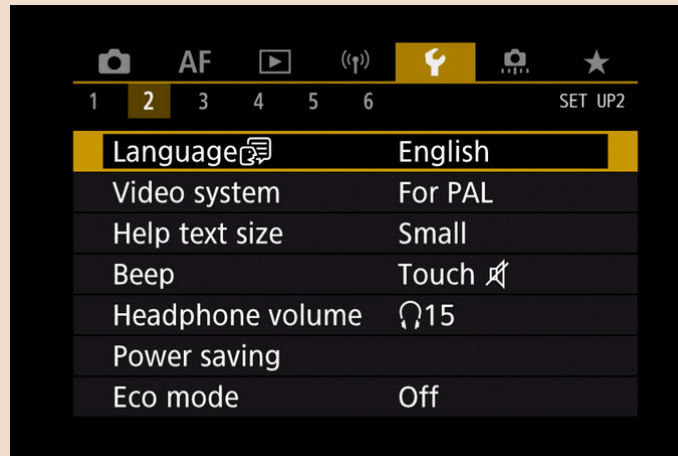 AF
1 2 3 4 5 6 SET UP2
Language English
Video system For PAL
Help text size Small
Beep Touch
Headphone volume 15
Power saving
Eco mode Off